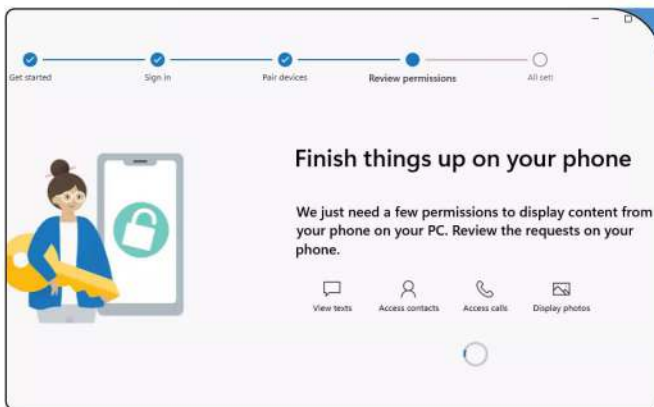 Get started
Sign in
Pair devices
Review permissions
All set!
Finish things up on your phone
We just need a few permissions to display content from
your phone on your PC. Review the requests on your
phone.
View texts
Access contacts
Access calls
Display photos